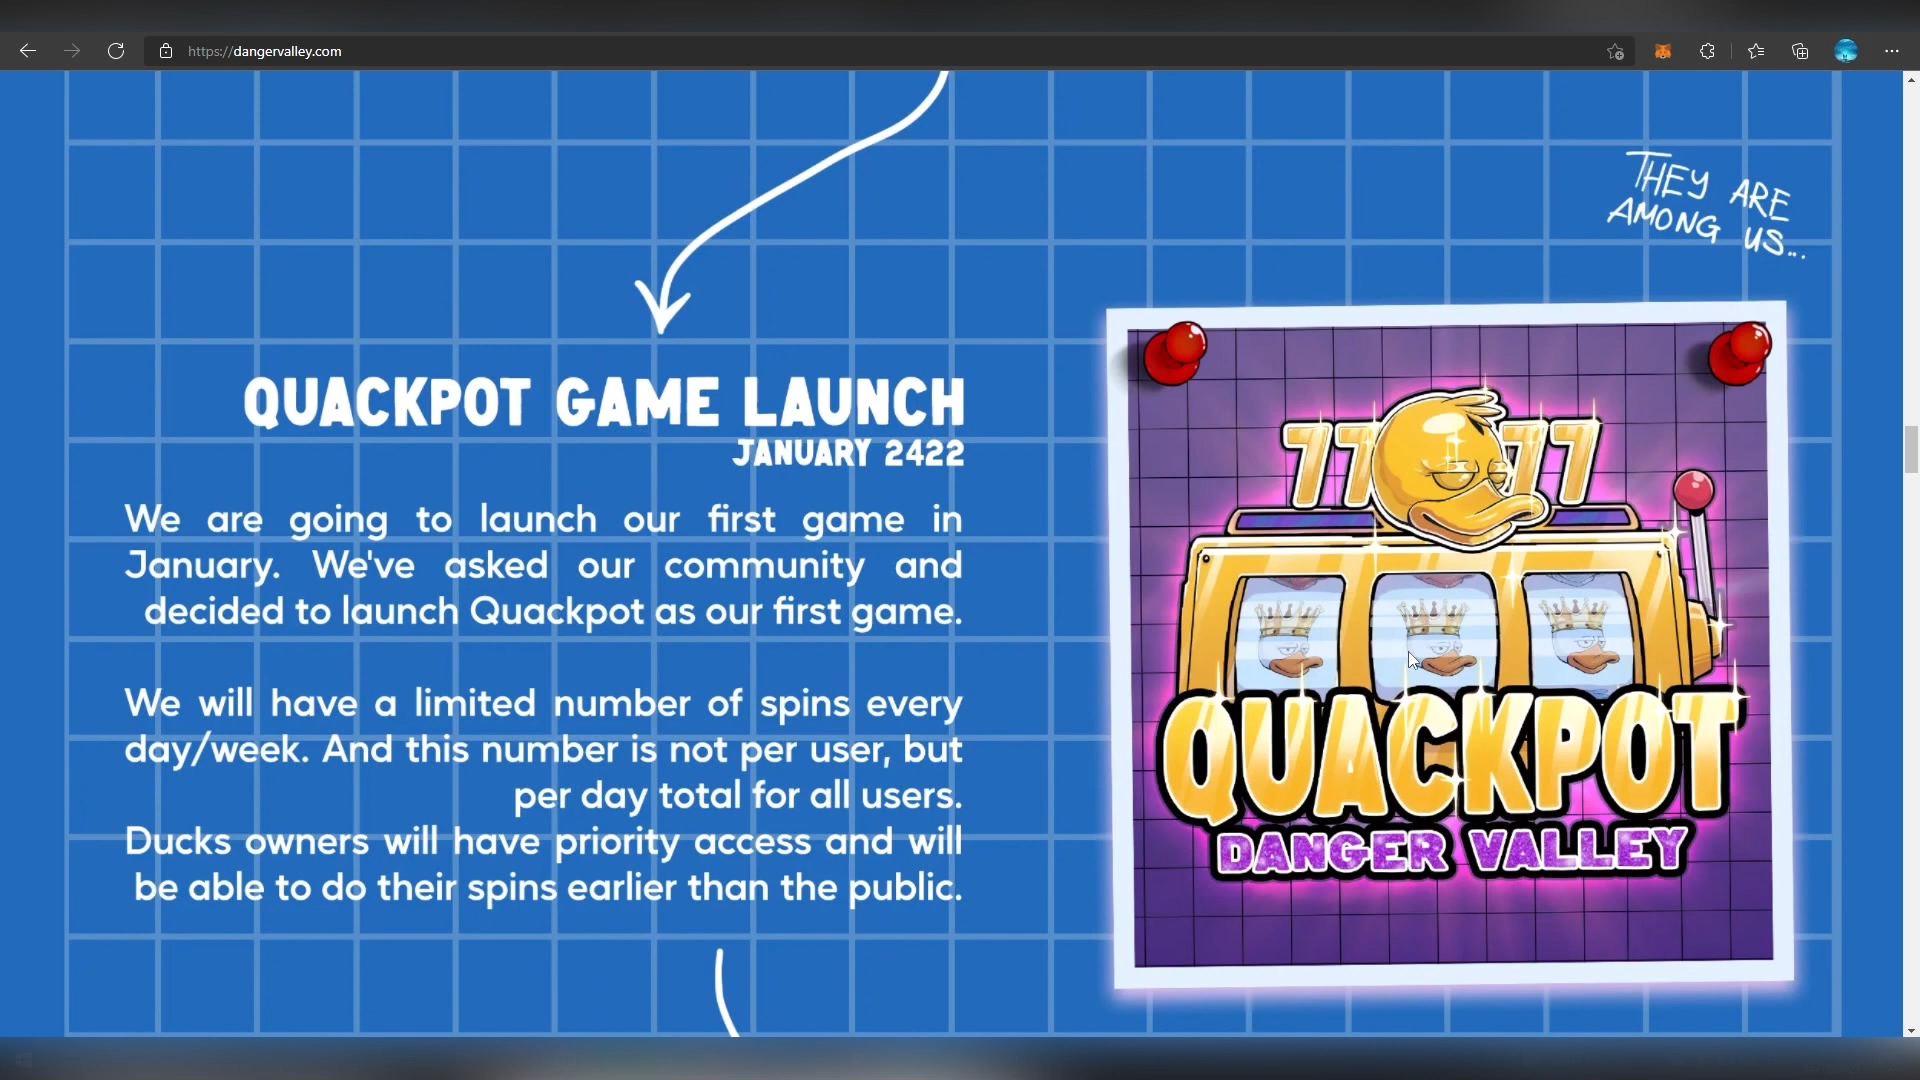 https://dangervalley.com
THEY ARE
AMONG US...
QUACKPOT GAME LAUNCH
JANUARY 2422
We are going to launch our first game in
January. We've asked our community and
decided to launch Quackpot as our first game.
We will have a limited number of spins every
day/week. And this number is not per user, but
per day total for all users.
Ducks owners will have priority access and will
be able to do their spins earlier than the public.
77 77
QUACKPOT
DANGER VALLEY